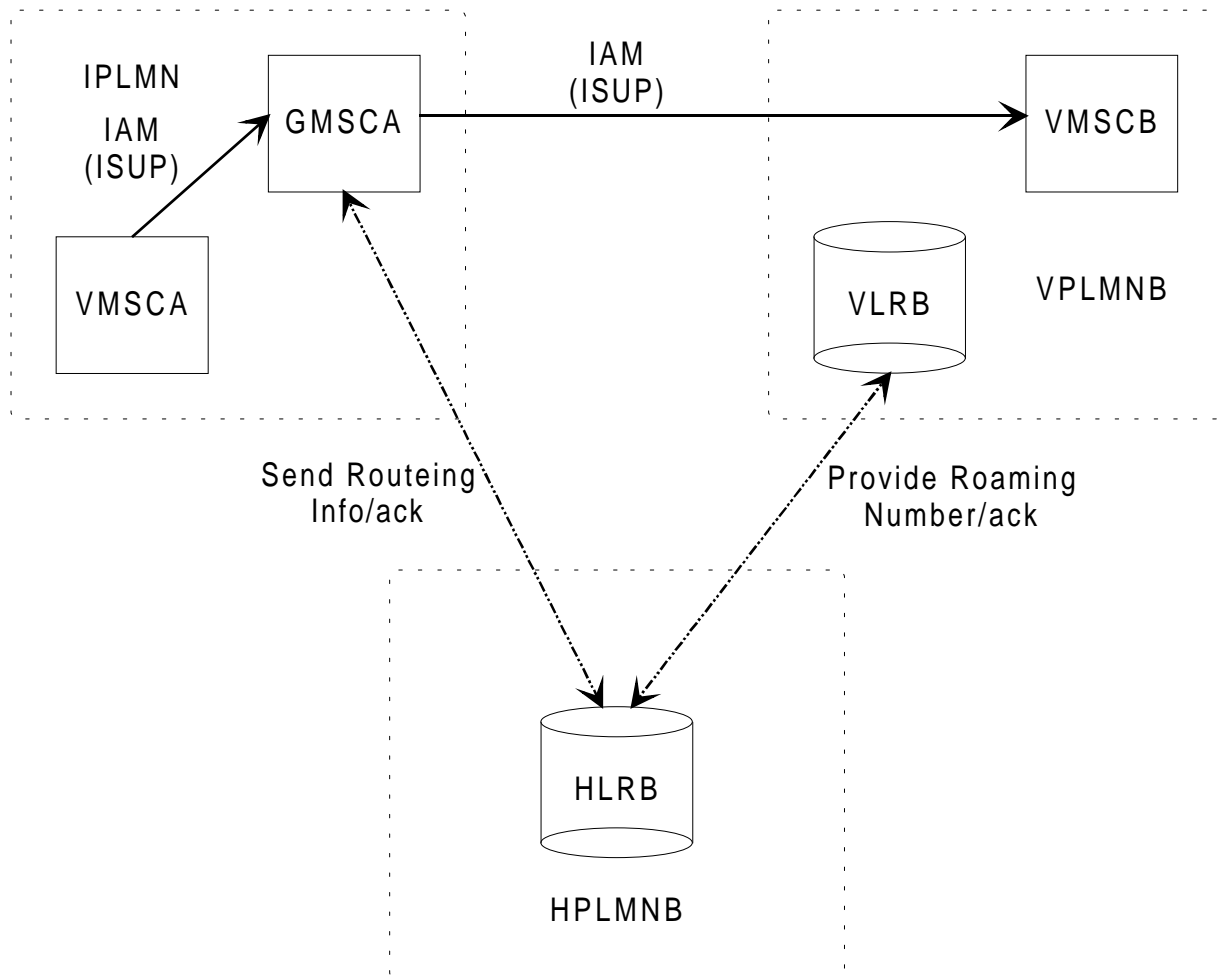 IPLMN
IAM
(ISUP)
GMSCA
VMSCA
IAM
(ISUP)
VMSCB
VLRB
VPLMNB
Send Routeing
Info/ack
Provide Roaming
Number/ack
HLRB
HPLMNB